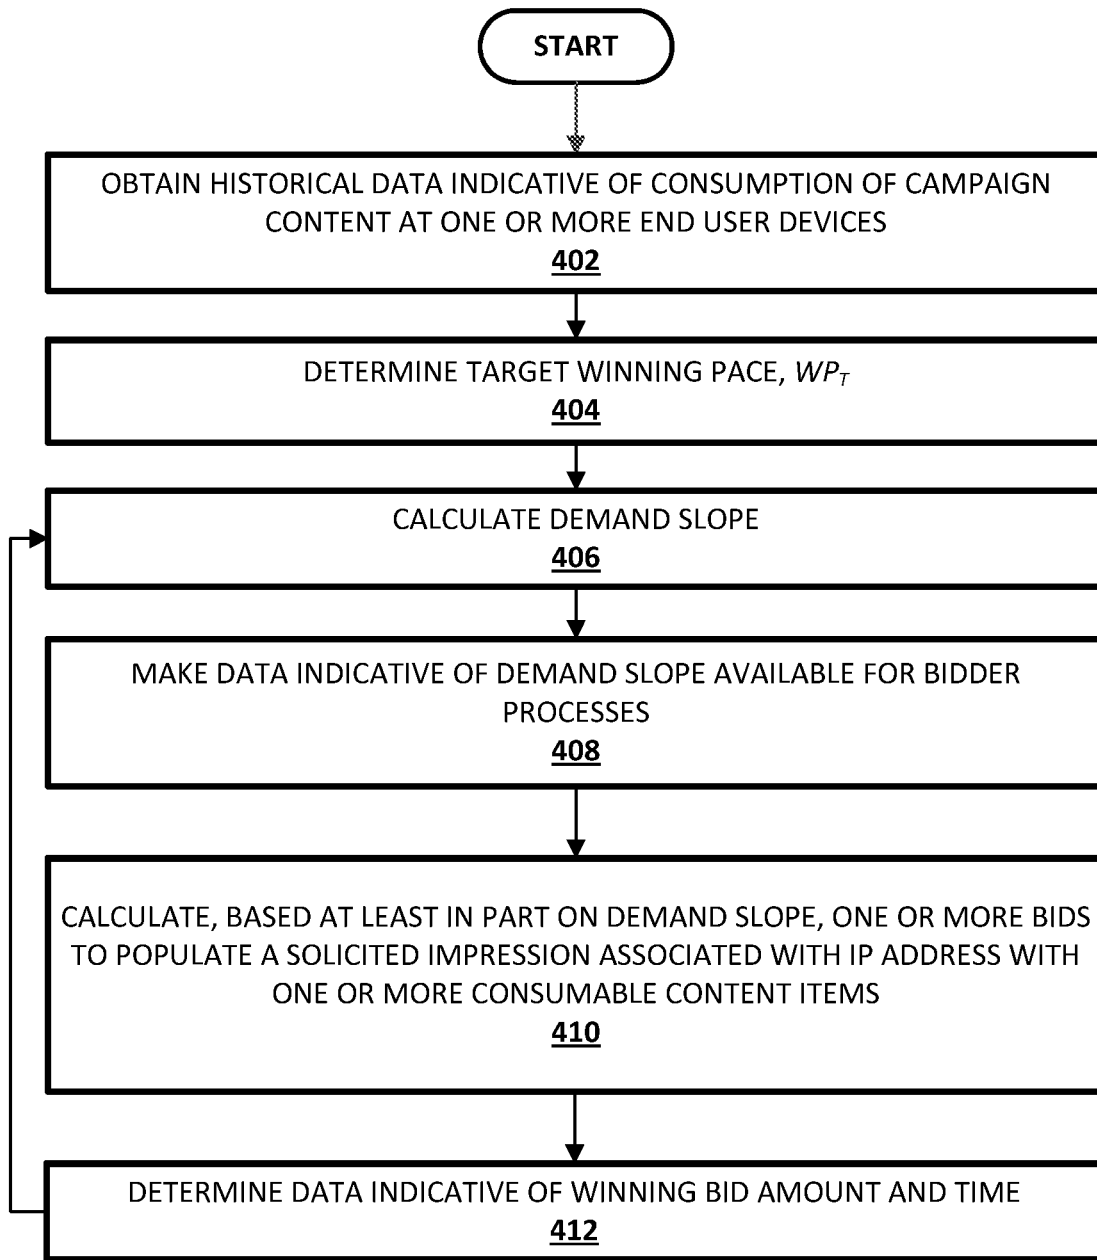 START
OBTAIN HISTORICAL DATA INDICATIVE OF CONSUMPTION OF CAMPAIGN
CONTENT AT ONE OR MORE END USER DEVICES
402
DETERMINE TARGET WINNING PACE, WP_T
404
CALCULATE DEMAND SLOPE
406
MAKE DATA INDICATIVE OF DEMAND SLOPE AVAILABLE FOR BIDDER
PROCESSES
408
CALCULATE, BASED AT LEAST IN PART ON DEMAND SLOPE, ONE OR MORE BIDS
TO POPULATE A SOLICITED IMPRESSION ASSOCIATED WITH IP ADDRESS WITH
ONE OR MORE CONSUMABLE CONTENT ITEMS
410
DETERMINE DATA INDICATIVE OF WINNING BID AMOUNT AND TIME
412